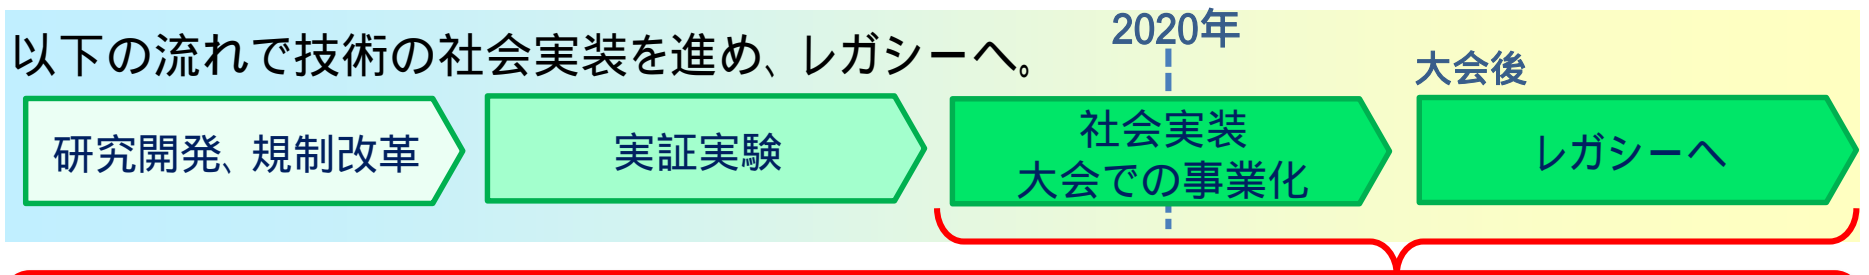 2020年
以下の流れで技術の社会実装を進め、レガシーへ。
大会後
研究開発、規制改革
実証実験
社会実装
大会での事業化
レガシーへ